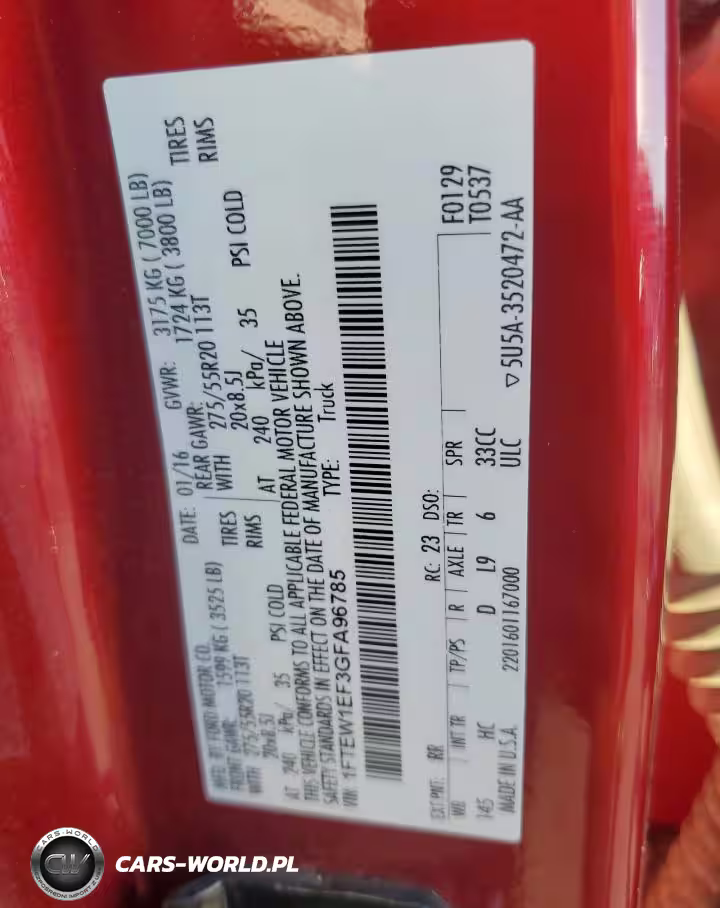 MFD. BY FORD MOTOR CO.
DATE: 01/16 GVWR: 3175 KG ( 7000 LB)
FRONT GAWR: 1599 KG ( 3525 LB) REAR GAWR: 1724 KG ( 3800 LB)
WITH 275/55R20 113T TIRES WITH 275/55R20 113T TIRES
20x8.5J RIMS 20x8.5J RIMS
AT 240 kPa/ 35 PSI COLD AT 240 kPa/ 35 PSI COLD
THIS VEHICLE CONFORMS TO ALL APPLICABLE FEDERAL MOTOR VEHICLE
SAFETY STANDARDS IN EFFECT ON THE DATE OF MANUFACTURE SHOWN ABOVE.
VIN: 1FTEW1EF3GFA96785 TYPE: Truck
EXT PNT: RR RC: 23 DSO: F0129
WB INT TR TP/PS R AXLE TR SPR T0537
145 HC D L9 6 33CC
MADE IN U.S.A. 2201601167000 ULC ▽5U5A-3520472-AA
CARS-WORLD
CW
CARS-WORLD.PL